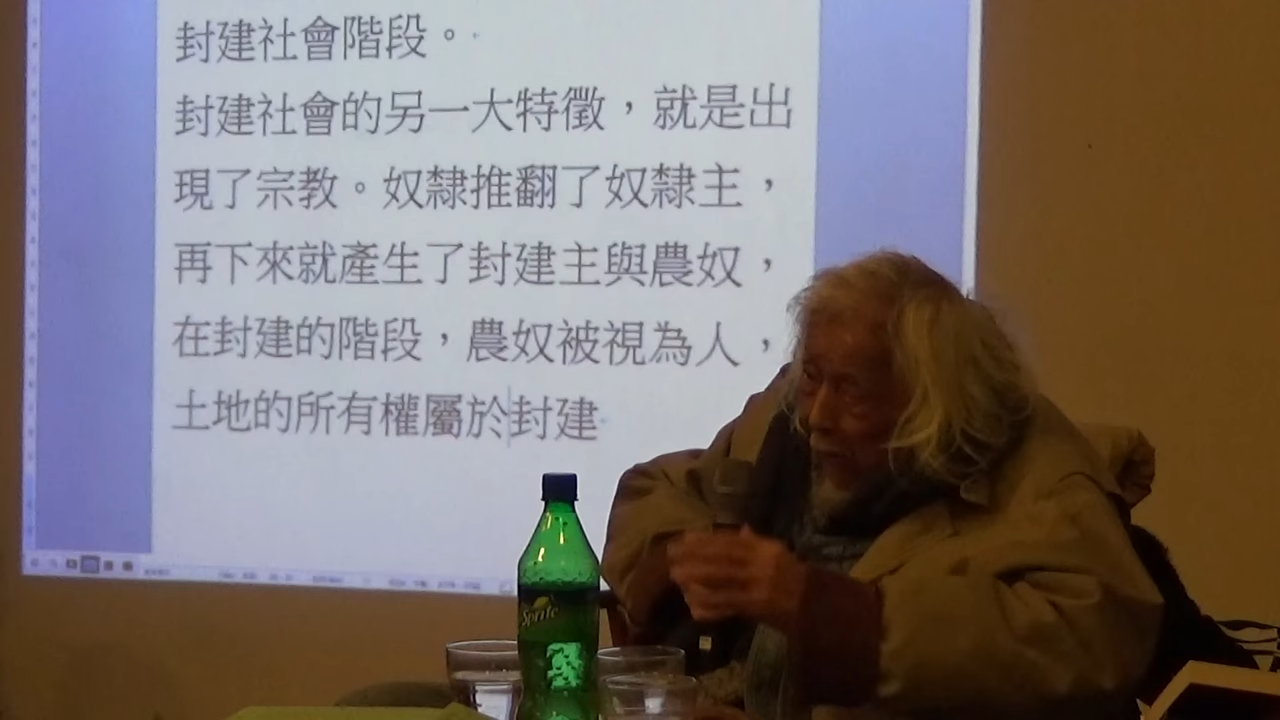 封建社會階段。
封建社會的另一大特徵，就是出
現了宗教。奴隸推翻了奴隸主，
再下來就產生了封建主與農奴，
在封建的階段，農奴被視為人，
土地的所有權屬於封建
Sprite